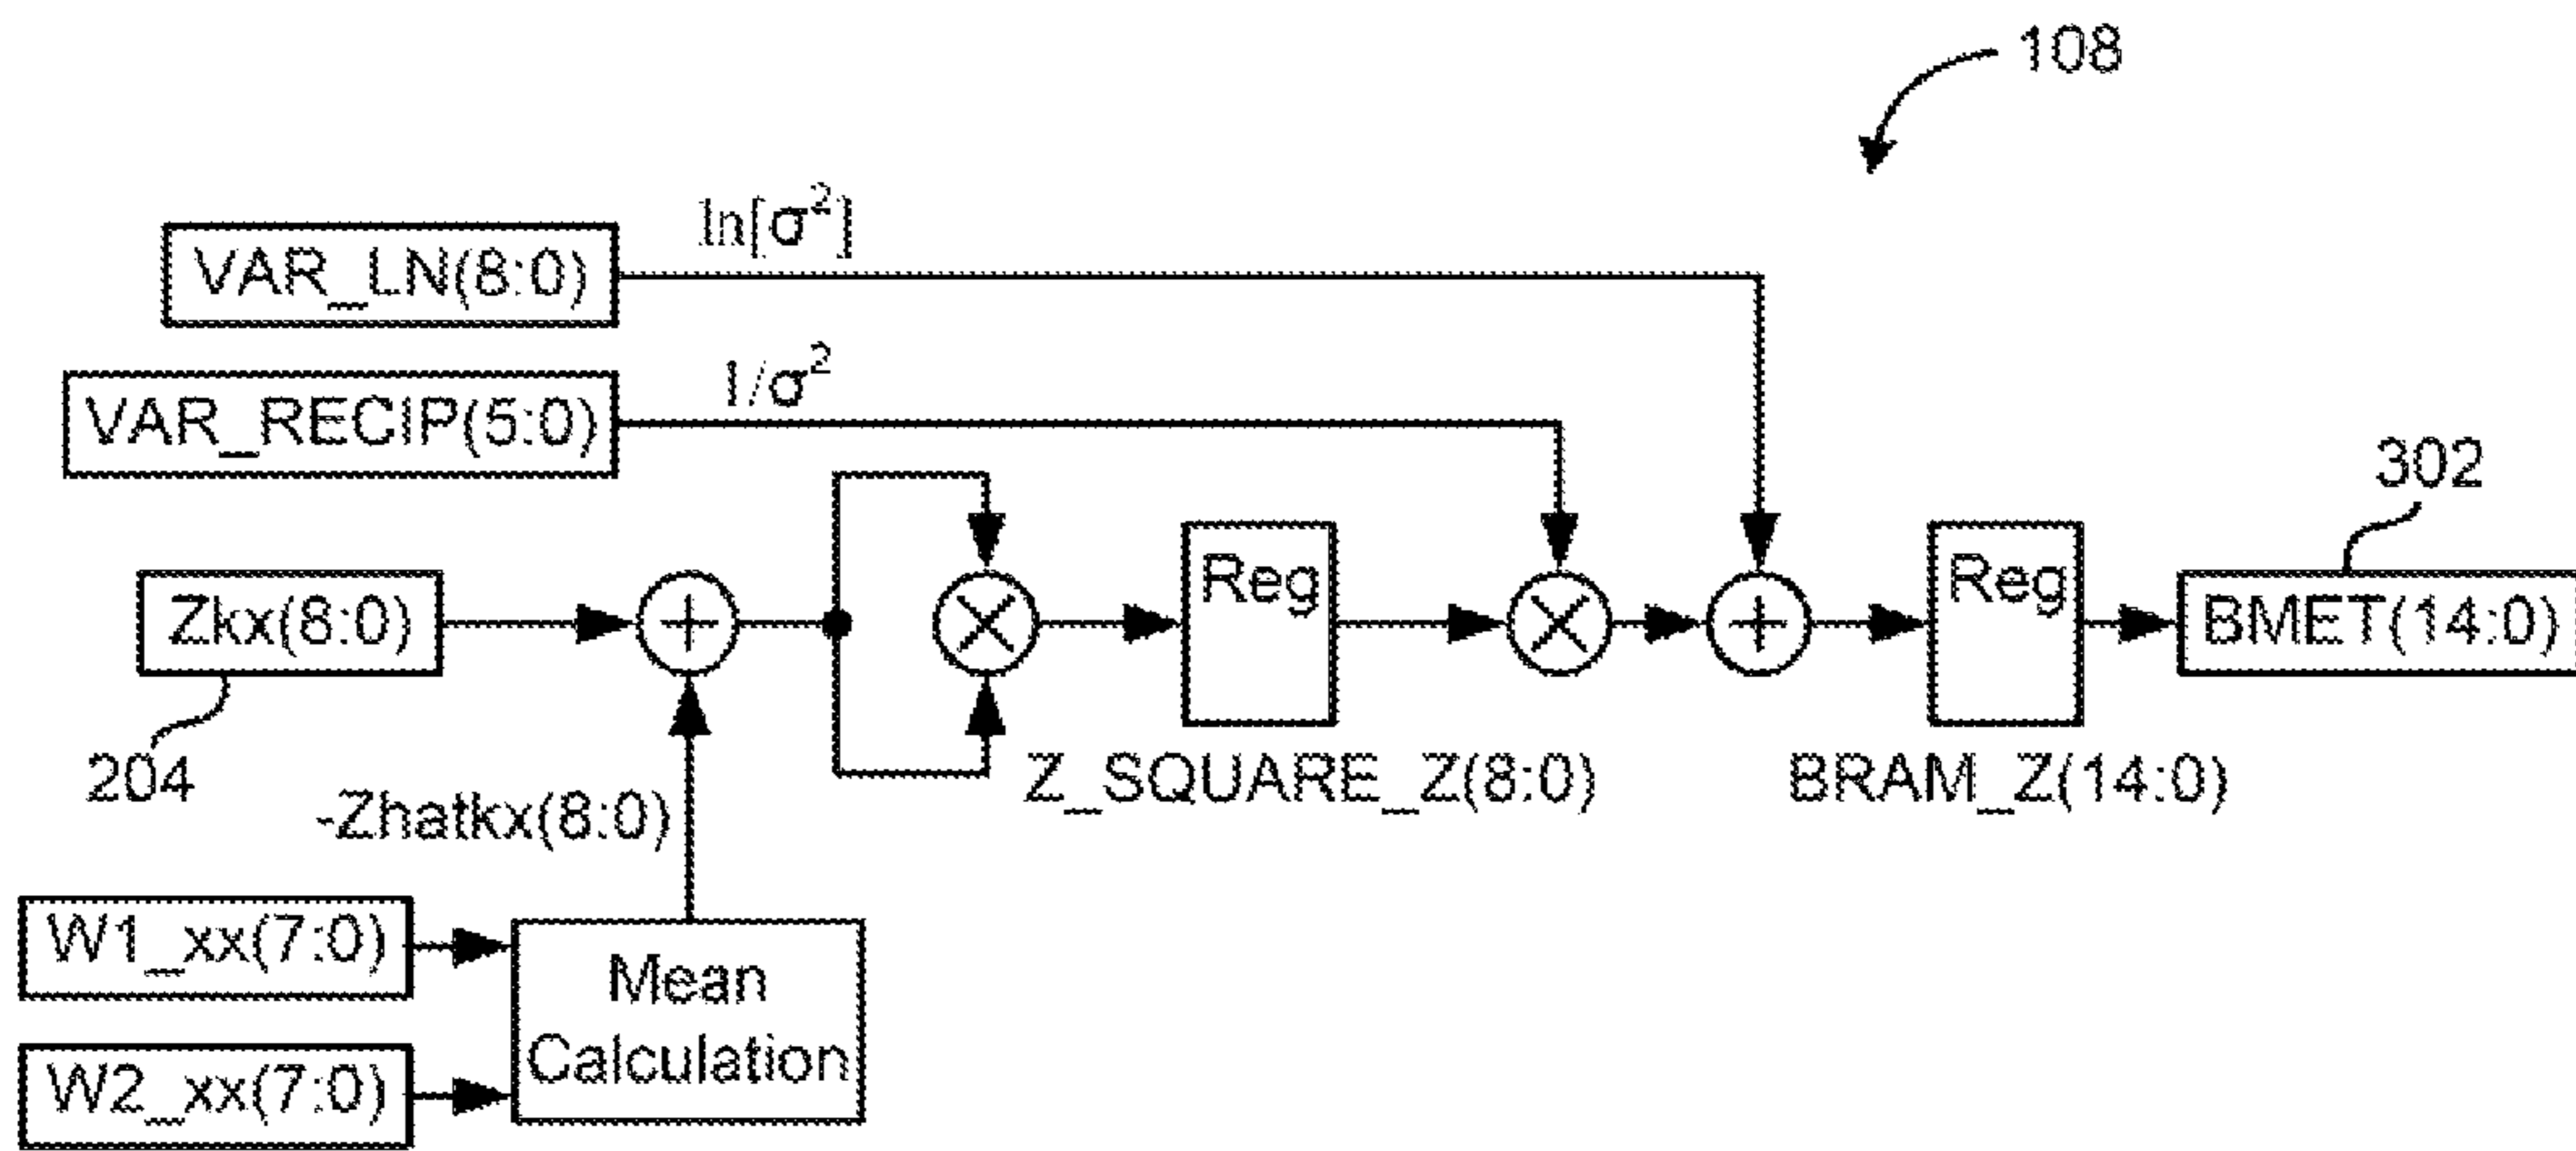 108
ln[σ²]
VAR_LN(8:0)
1/σ²
VAR_RECIP(5:0)
302
Reg
Reg
Zkx(8:0)
BMET(14:0)
204
-Zhatkx(8:0)
Z_SQUARE_Z(8:0)
BRAM_Z(14:0)
W1_xx(7:0)
Mean
Calculation
W2_xx(7:0)